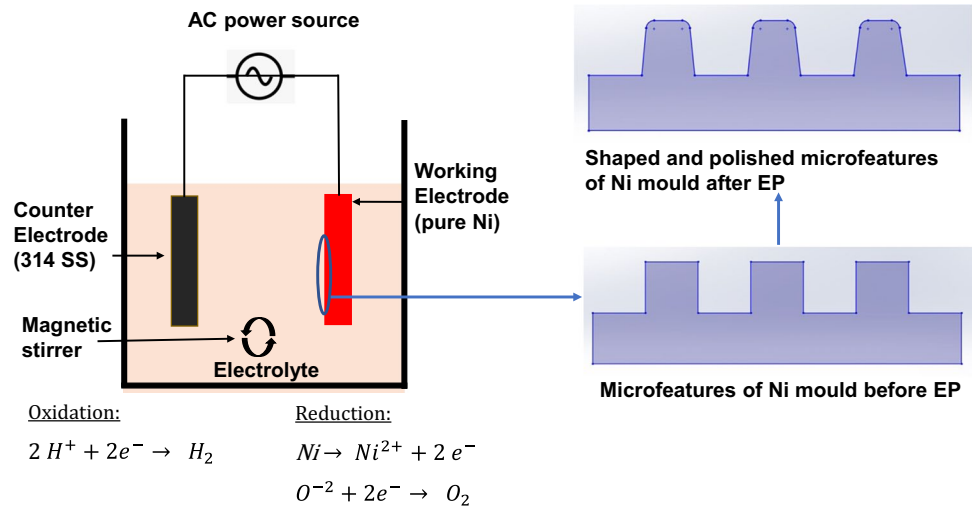 AC power source
Working
Electrode
(pure Ni)
Counter
Electrode
(314 SS)
Magnetic
stirrer
Electrolyte
Shaped and polished microfeatures
of Ni mould after EP
Microfeatures of Ni mould before EP
Oxidation:
2 H⁺ + 2e⁻ → H₂
Reduction:
Ni → Ni²⁺ + 2 e⁻
O⁻² + 2e⁻ → O₂